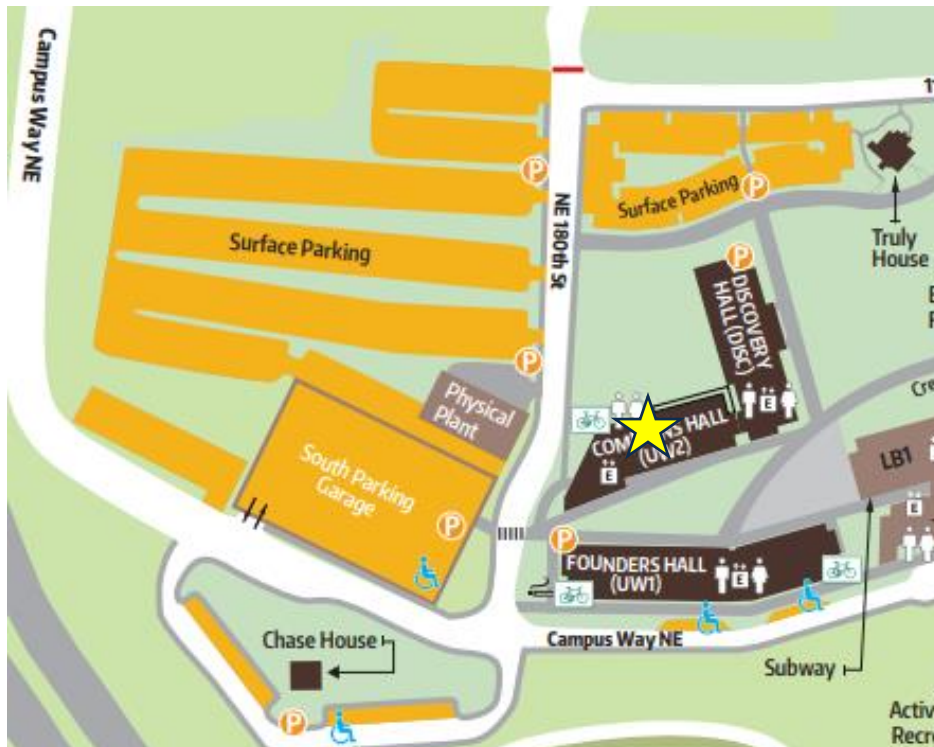 Campus Way NE
11
Surface Parking
Truly
House
Surface Parking
NE 180th St
DISCOVERY
HALL (DISC)
Physical
Plant
E
HALL
(UW2)
E
LB1
South Parking
Garage
E
P
P
P
P
P
P
P
FOUNDERS HALL
(UW1)
E
Chase House
Campus Way NE
Subway